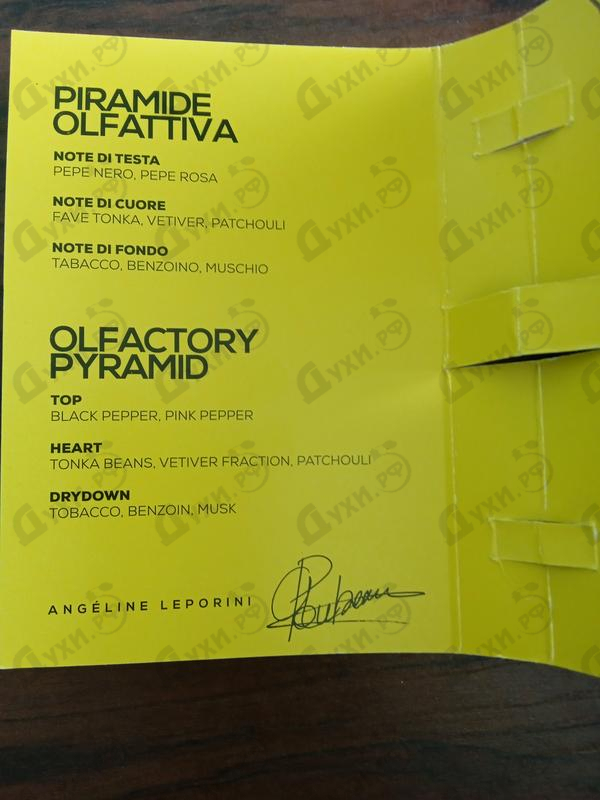 PIRAMIDE
OLFATTIVA
NOTE DI TESTA
PEPE NERO, PEPE ROSA
NOTE DI CUORE
FAVE TONKA, VETIVER, PATCHOULI
NOTE DI FONDO
TABACCO, BENZOINO, MUSCHIO
OLFACTORY
PYRAMID
TOP
BLACK PEPPER, PINK PEPPER
HEART
TONKA BEANS, VETIVER FRACTION, PATCHOULI
DRYDOWN
TOBACCO, BENZOIN, MUSK
ANGÉLINE LEPORINI
Духи.рф